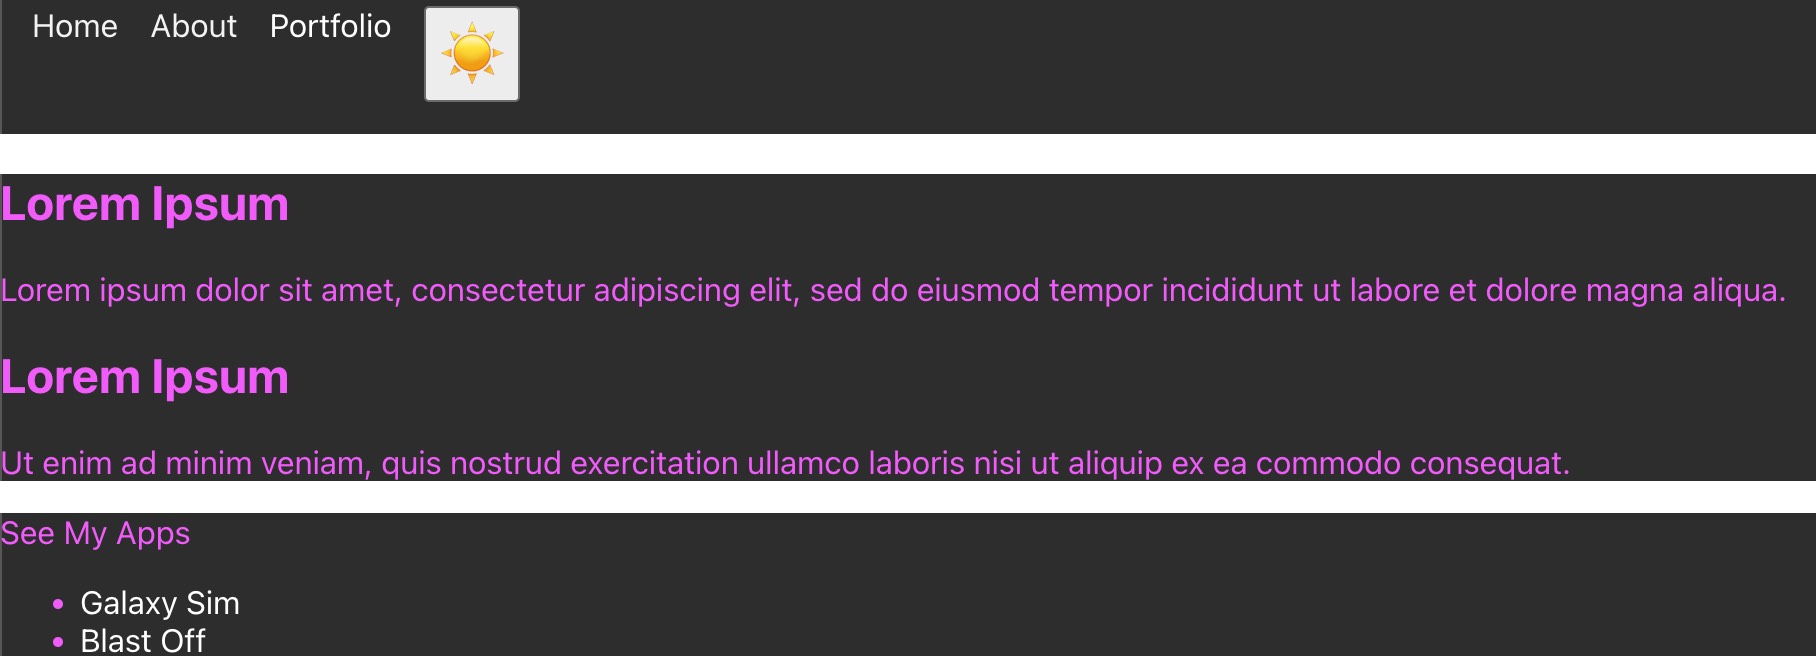 Home About Portfolio
Lorem Ipsum
Lorem ipsum dolor sit amet, consectetur adipiscing elit, sed do eiusmod tempor incididunt ut labore et dolore magna aliqua.
Lorem Ipsum
Ut enim ad minim veniam, quis nostrud exercitation ullamco laboris nisi ut aliquip ex ea commodo consequat.
See My Apps
Galaxy Sim
Blast Off